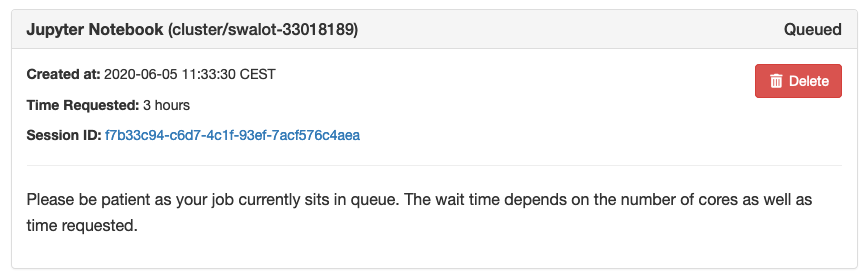 Jupyter Notebook (cluster/swalot-33018189) Queued
Created at: 2020-06-05 11:33:30 CEST
Delete
Time Requested: 3 hours
Session ID: f7b33c94-c6d7-4c1f-93ef-7acf576c4aea
Please be patient as your job currently sits in queue. The wait time depends on the number of cores as well as
time requested.